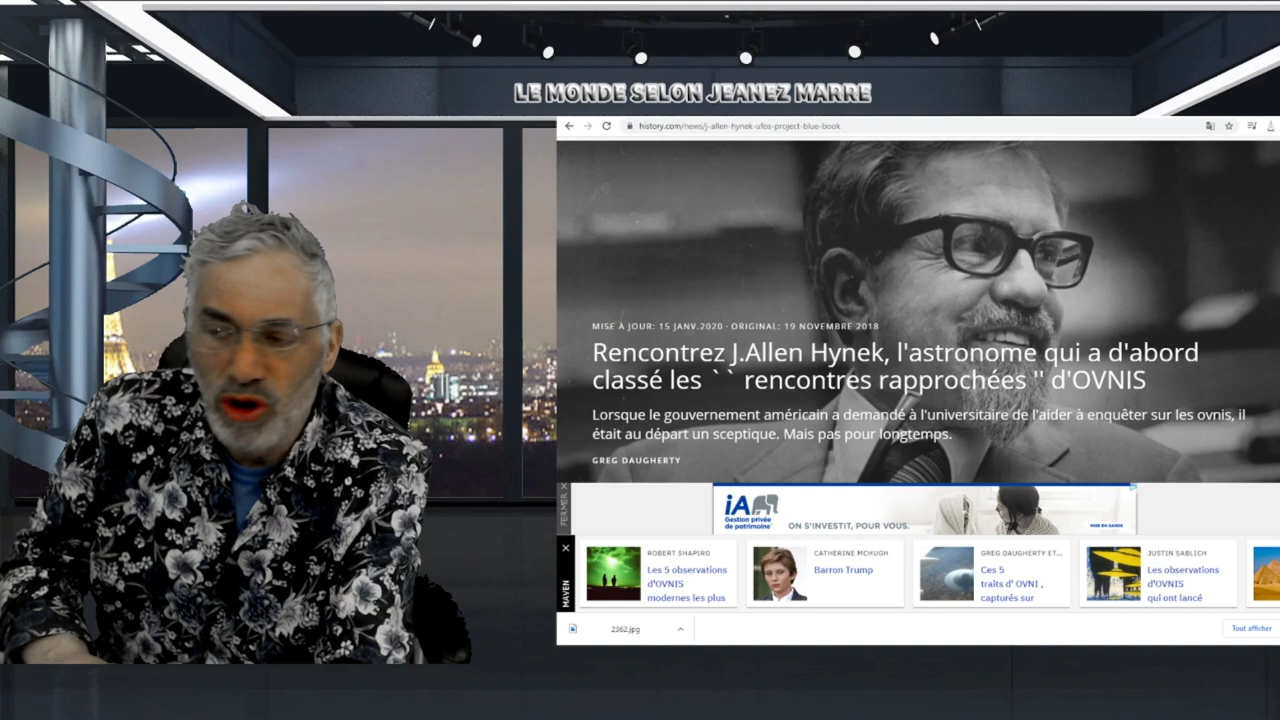 LE MONDE SELON JEANEZ MARRE
history.com/news/j-allen-hynek-ufos-project-blue-book
MISE À JOUR: 15 JANV.2020 · ORIGINAL: 19 NOVEMBRE 2018
Rencontrez J.Allen Hynek, l'astronome qui a d'abord
classé les `` rencontres rapprochées '' d'OVNIS
Lorsque le gouvernement américain a demandé à l'universitaire de l'aider à enquêter sur les ovnis, il
était au départ un sceptique. Mais pas pour longtemps.
GREG DAUGHERTY
FERMER X
iA
Gestion privée
de patrimoine
ON S'INVESTIT, POUR VOUS.
MISE EN GARDE
MAVEN
ROBERT SHAPIRO
Les 5 observations
d'OVNIS
modernes les plus
CATHERINE MCHUGH
Barron Trump
GREG DAUGHERTY ET...
Ces 5
traits d' OVNI ,
capturés sur
JUSTIN SABLICH
Les observations
d'OVNIS
qui ont lancé
2362.jpg
Tout afficher